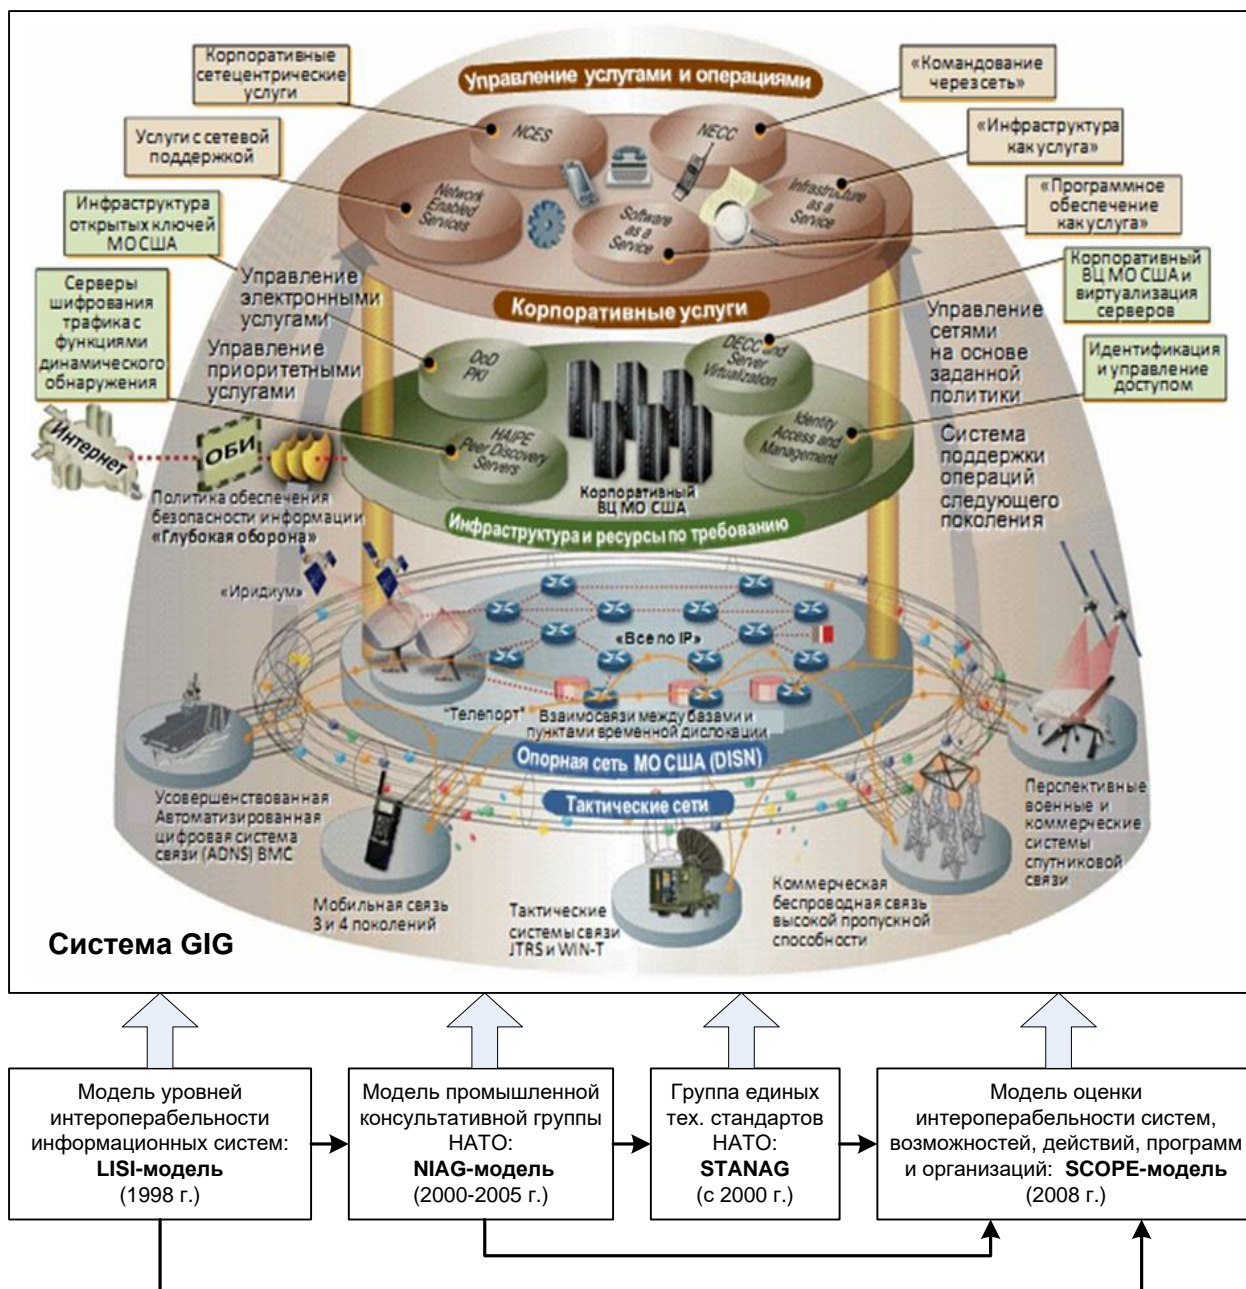 Корпоративные
сетецентрические
услуги
Управление услугами и операциями
«Командование
через сеть»
Услуги с сетевой
поддержкой
NCES
NECC
«Инфраструктура
как услуга»
Инфраструктура
открытых ключей
МО США
Network
Enabled
Services
Software
as a
Service
Infrastructure
as a
Service
«Программное
обеспечение
как услуга»
Серверы
шифрования
трафика с
функциями
динамического
обнаружения
Управление
электронными
услугами
Корпоративные услуги
Управление
сетями
на основе
заданной
политики
Корпоративный
ВЦ МО США и
виртуализация
серверов
Управление
приоритетными
услугами
DoD
PKI
DECC and
Server
Virtualization
Идентификация
и управление
доступом
Интернет
ОБИ
HAIPE
Peer Discovery
Servers
Identity
Access and
Management
Система
поддержки
операций
следующего
поколения
Корпоративный
ВЦ МО США
Политика обеспечения
безопасности информации
«Глубокая оборона»
Инфраструктура и ресурсы по требованию
«Иридиум»
«Все по IP»
"Телепорт"
Взаимосвязи между базами и
пунктами временной дислокации
Опорная сеть МО США (DISN)
Тактические сети
Усовершенствованная
Автоматизированная
цифровая система
связи (ADNS) ВМС
Перспективные
военные и
коммерческие
системы
спутниковой
связи
Мобильная связь
3 и 4 поколений
Тактические
системы связи
JTRS и WIN-T
Коммерческая
беспроводная связь
высокой пропускной
способности
Система GIG
Модель уровней
интероперабельности
информационных систем:
LISI-модель
(1998 г.)
Модель промышленной
консультативной группы
НАТО:
NIAG-модель
(2000-2005 г.)
Группа единых
тех. стандартов
НАТО:
STANAG
(с 2000 г.)
Модель оценки
интероперабельности систем,
возможностей, действий, программ
и организаций: SCOPE-модель
(2008 г.)